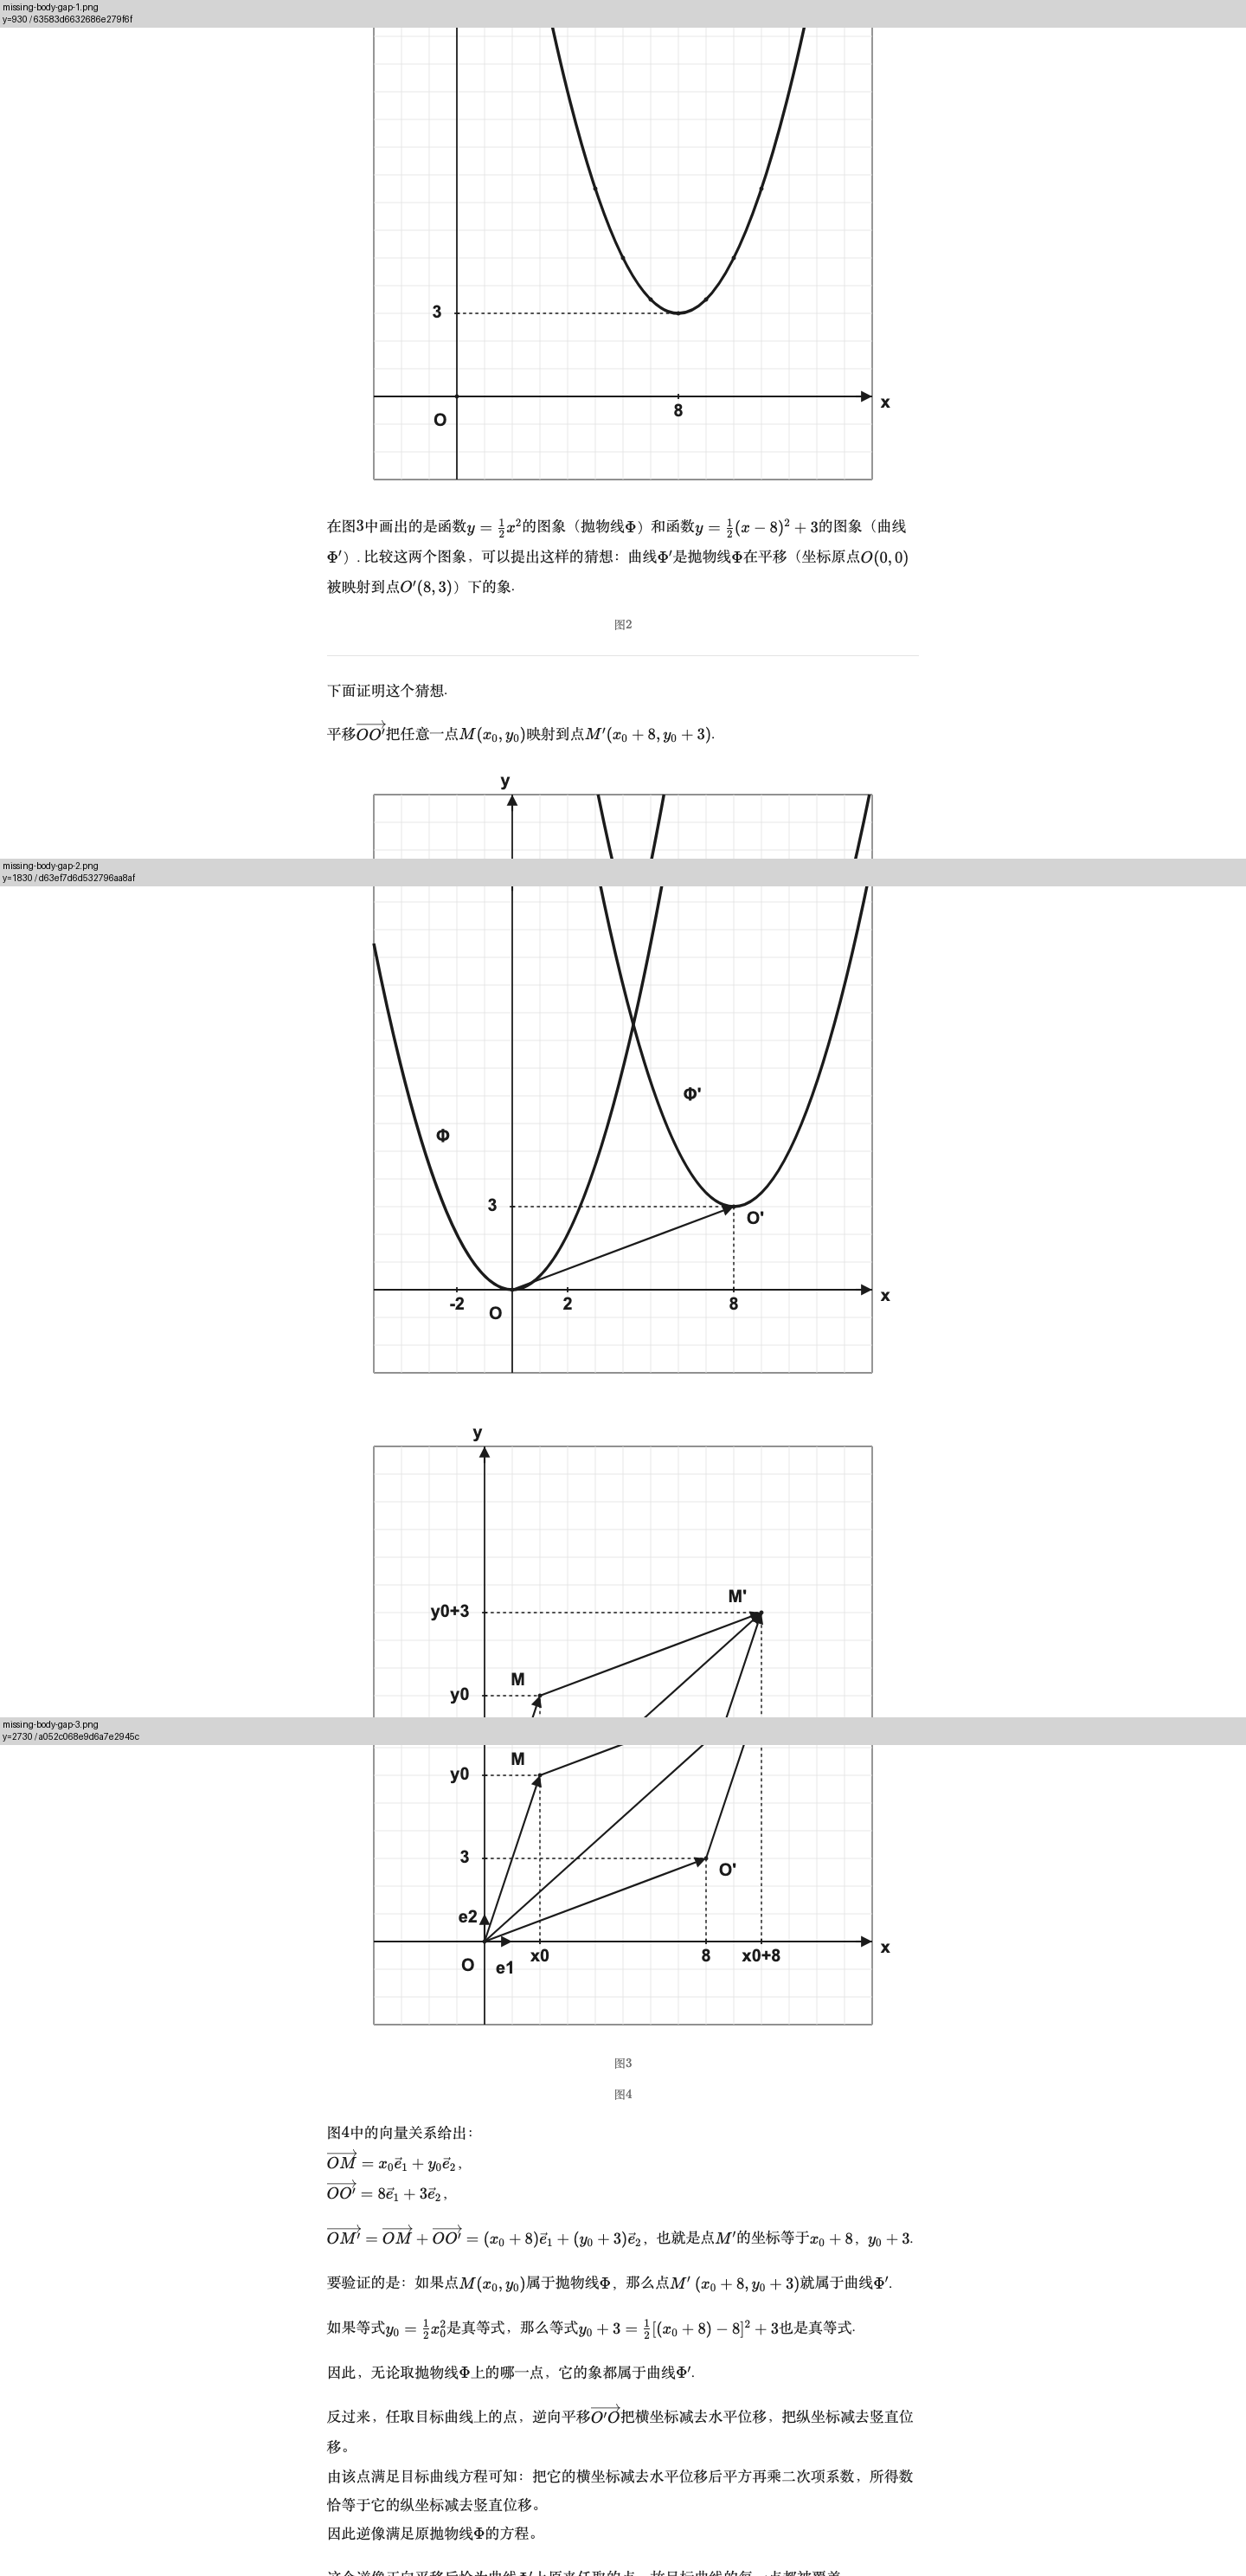 missing-body-gap-1.png
y=930 / 63583d6632686e279f6f
3
O
8
x
在图3中画出的是函数y = 1/2 x²的图象（抛物线Φ）和函数y = 1/2 (x − 8)² + 3的图象（曲线
Φ′）. 比较这两个图象，可以提出这样的猜想：曲线Φ′是抛物线Φ在平移（坐标原点O(0, 0)
被映射到点O′(8, 3)）下的象.
图2
下面证明这个猜想.
平移OO′把任意一点M(x₀, y₀)映射到点M′(x₀ + 8, y₀ + 3).
y
missing-body-gap-2.png
y=1830 / d63ef7d6d532796aa8af
Φ'
Φ
3
O'
-2
O
2
8
x
y
M'
y0+3
M
y0
missing-body-gap-3.png
y=2730 / a052c068e9d6a7e2945c
M
y0
3
O'
e2
O
e1
x0
8
x0+8
x
图3
图4
图4中的向量关系给出：
OM⃗ = x₀e⃗₁ + y₀e⃗₂，
OO′⃗ = 8e⃗₁ + 3e⃗₂，
OM′⃗ = OM⃗ + OO′⃗ = (x₀ + 8)e⃗₁ + (y₀ + 3)e⃗₂，也就是点M′的坐标等于x₀ + 8，y₀ + 3.
要验证的是：如果点M(x₀, y₀)属于抛物线Φ，那么点M′ (x₀ + 8, y₀ + 3)就属于曲线Φ′.
如果等式y₀ = 1/2 x₀²是真等式，那么等式y₀ + 3 = 1/2 [(x₀ + 8) − 8]² + 3也是真等式.
因此，无论取抛物线Φ上的哪一点，它的象都属于曲线Φ′.
反过来，任取目标曲线上的点，逆向平移O′O⃗把横坐标减去水平位移，把纵坐标减去竖直位
移。
由该点满足目标曲线方程可知：把它的横坐标减去水平位移后平方再乘二次项系数，所得数
恰等于它的纵坐标减去竖直位移。
因此逆像满足原抛物线Φ的方程。